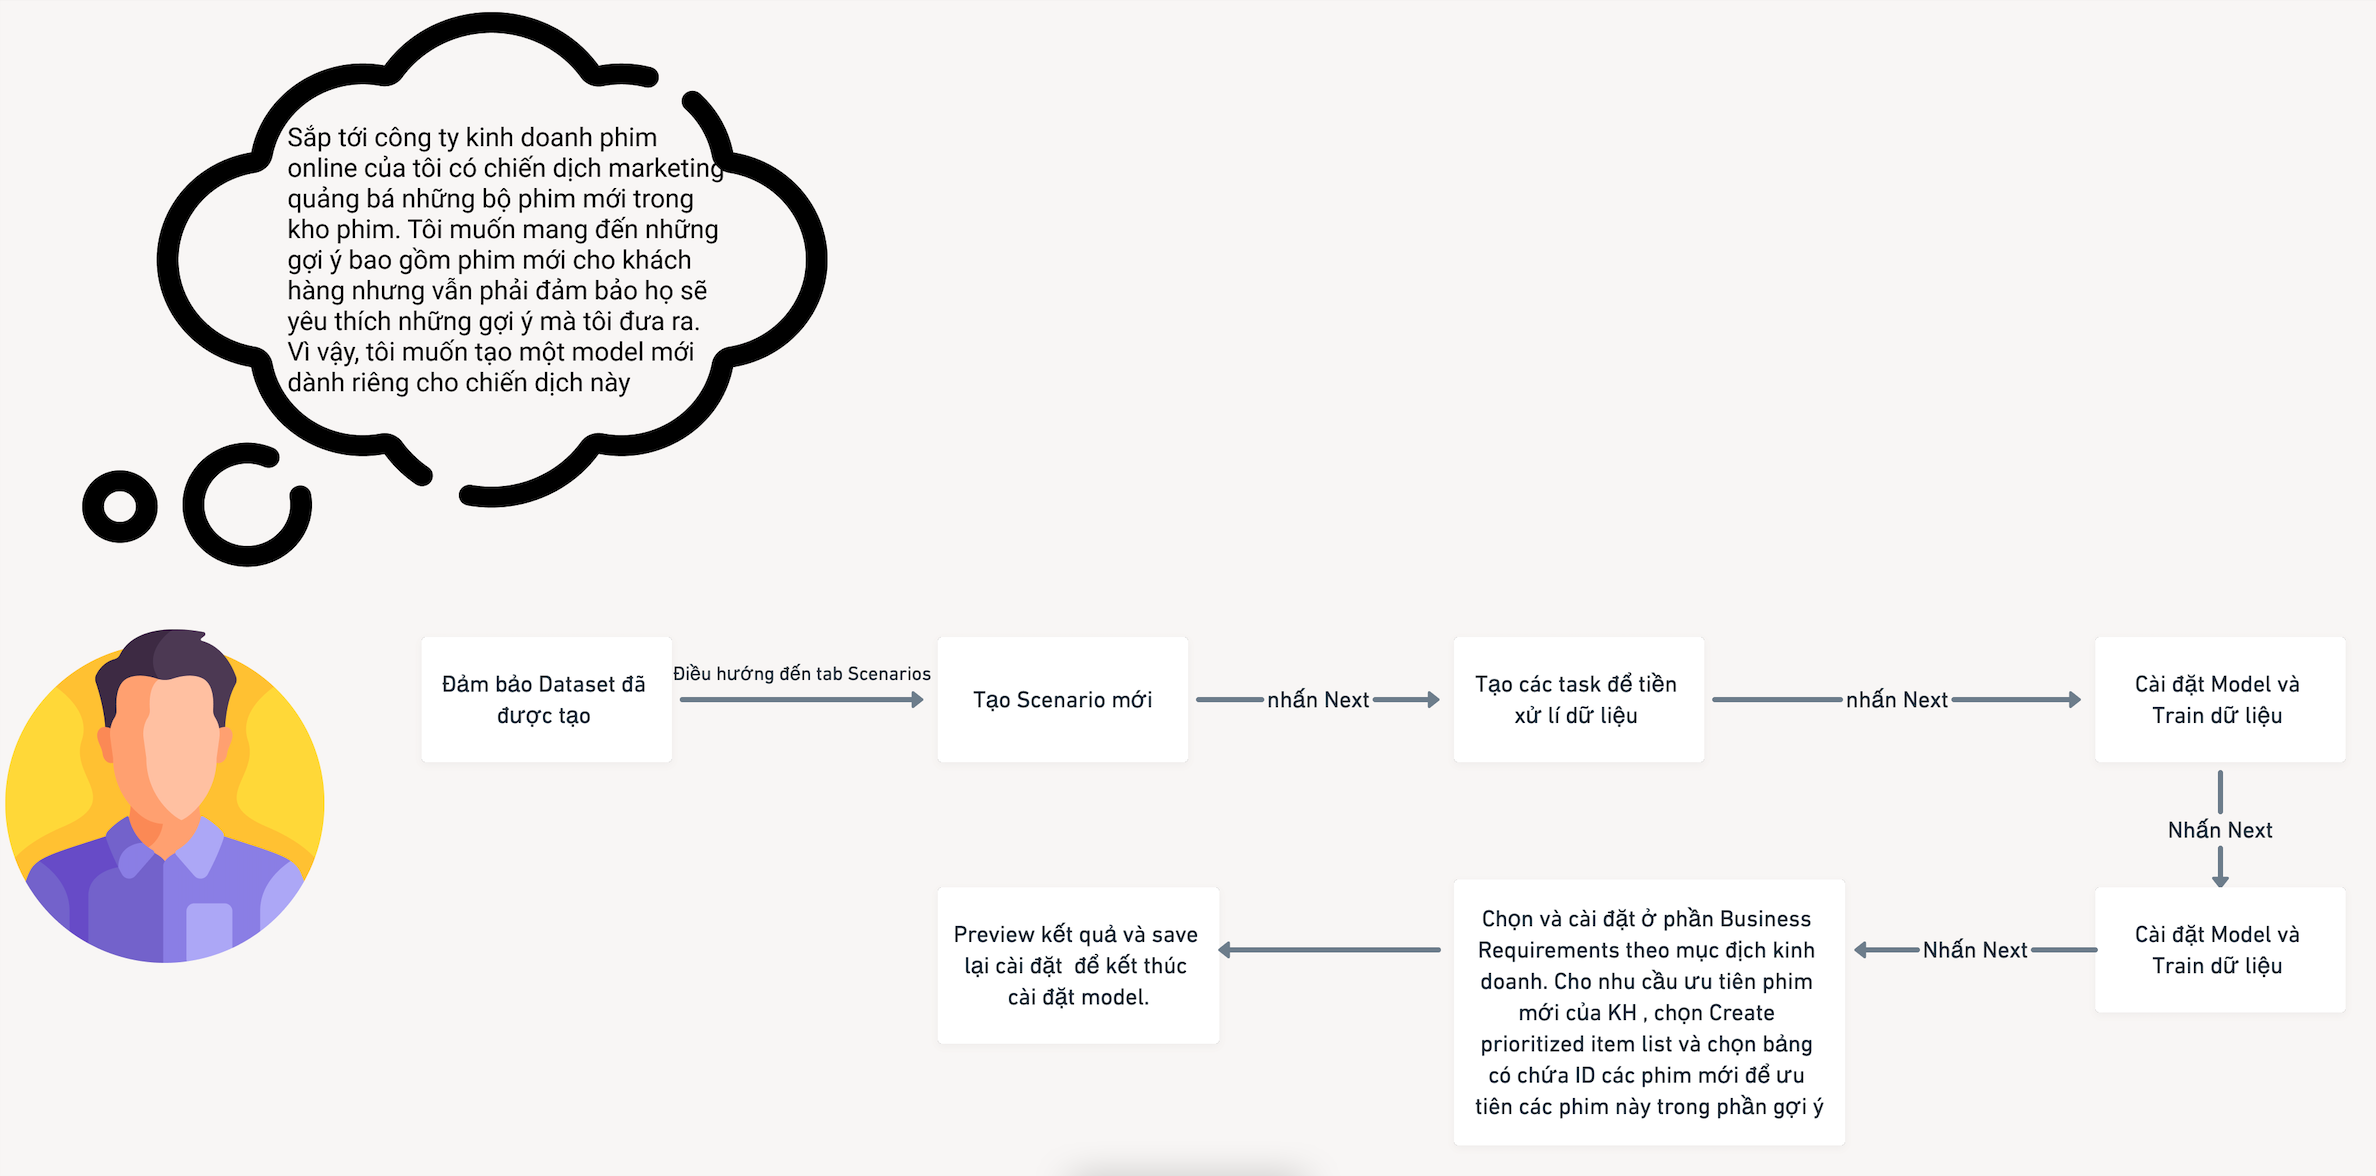 Sắp tới công ty kinh doanh phim
online của tôi có chiến dịch marketing
quảng bá những bộ phim mới trong
kho phim. Tôi muốn mang đến những
gợi ý bao gồm phim mới cho khách
hàng nhưng vẫn phải đảm bảo họ sẽ
yêu thích những gợi ý mà tôi đưa ra.
Vì vậy, tôi muốn tạo một model mới
dành riêng cho chiến dịch này
Đảm bảo Dataset đã
được tạo
Điều hướng đến tab Scenarios
Tạo Scenario mới
nhấn Next
Tạo các task để tiền
xử lí dữ liệu
nhấn Next
Cài đặt Model và
Train dữ liệu
Nhấn Next
Cài đặt Model và
Train dữ liệu
Nhấn Next
Chọn và cài đặt ở phần Business
Requirements theo mục địch kinh
doanh. Cho nhu cầu ưu tiên phim
mới của KH , chọn Create
prioritized item list và chọn bảng
có chứa ID các phim mới để ưu
tiên các phim này trong phần gợi ý
Preview kết quả và save
lại cài đặt  để kết thúc
cài đặt model.